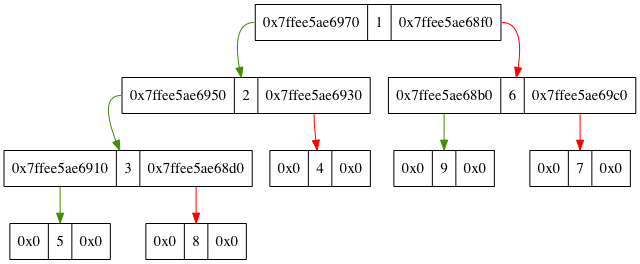 0x7ffee5ae6970 1 0x7ffee5ae68f0
0x7ffee5ae6950 2 0x7ffee5ae6930 0x7ffee5ae68b0 6 0x7ffee5ae69c0
0x7ffee5ae6910 3 0x7ffee5ae68d0 0x0 4 0x0 0x0 9 0x0 0x0 7 0x0
0x0 5 0x0 0x0 8 0x0